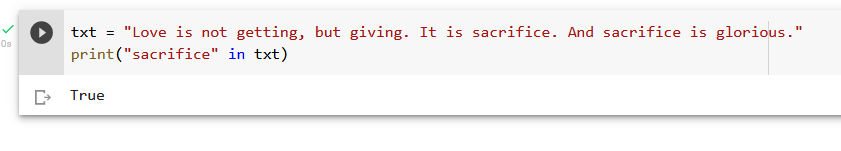 txt = "Love is not getting, but giving. It is sacrifice. And sacrifice is glorious."
0s
print("sacrifice" in txt)
True